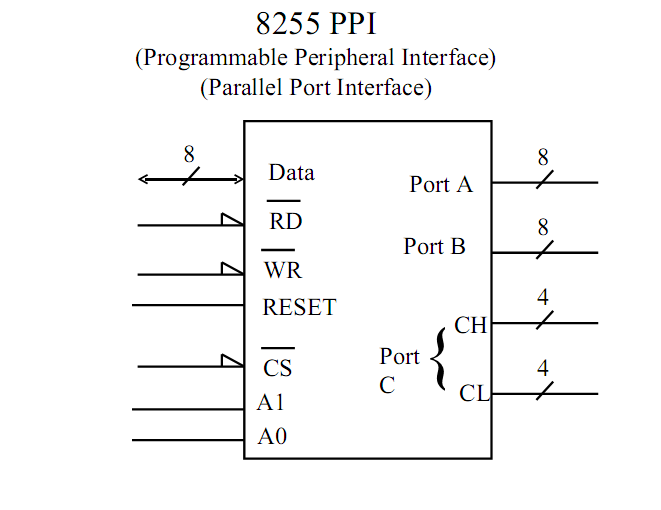 8255 PPI
(Programmable Peripheral Interface)
(Parallel Port Interface)
8
Data
RD
WR
RESET
CS
A1
A0
Port A
8
Port B
8
Port
C
CH
4
CL
4